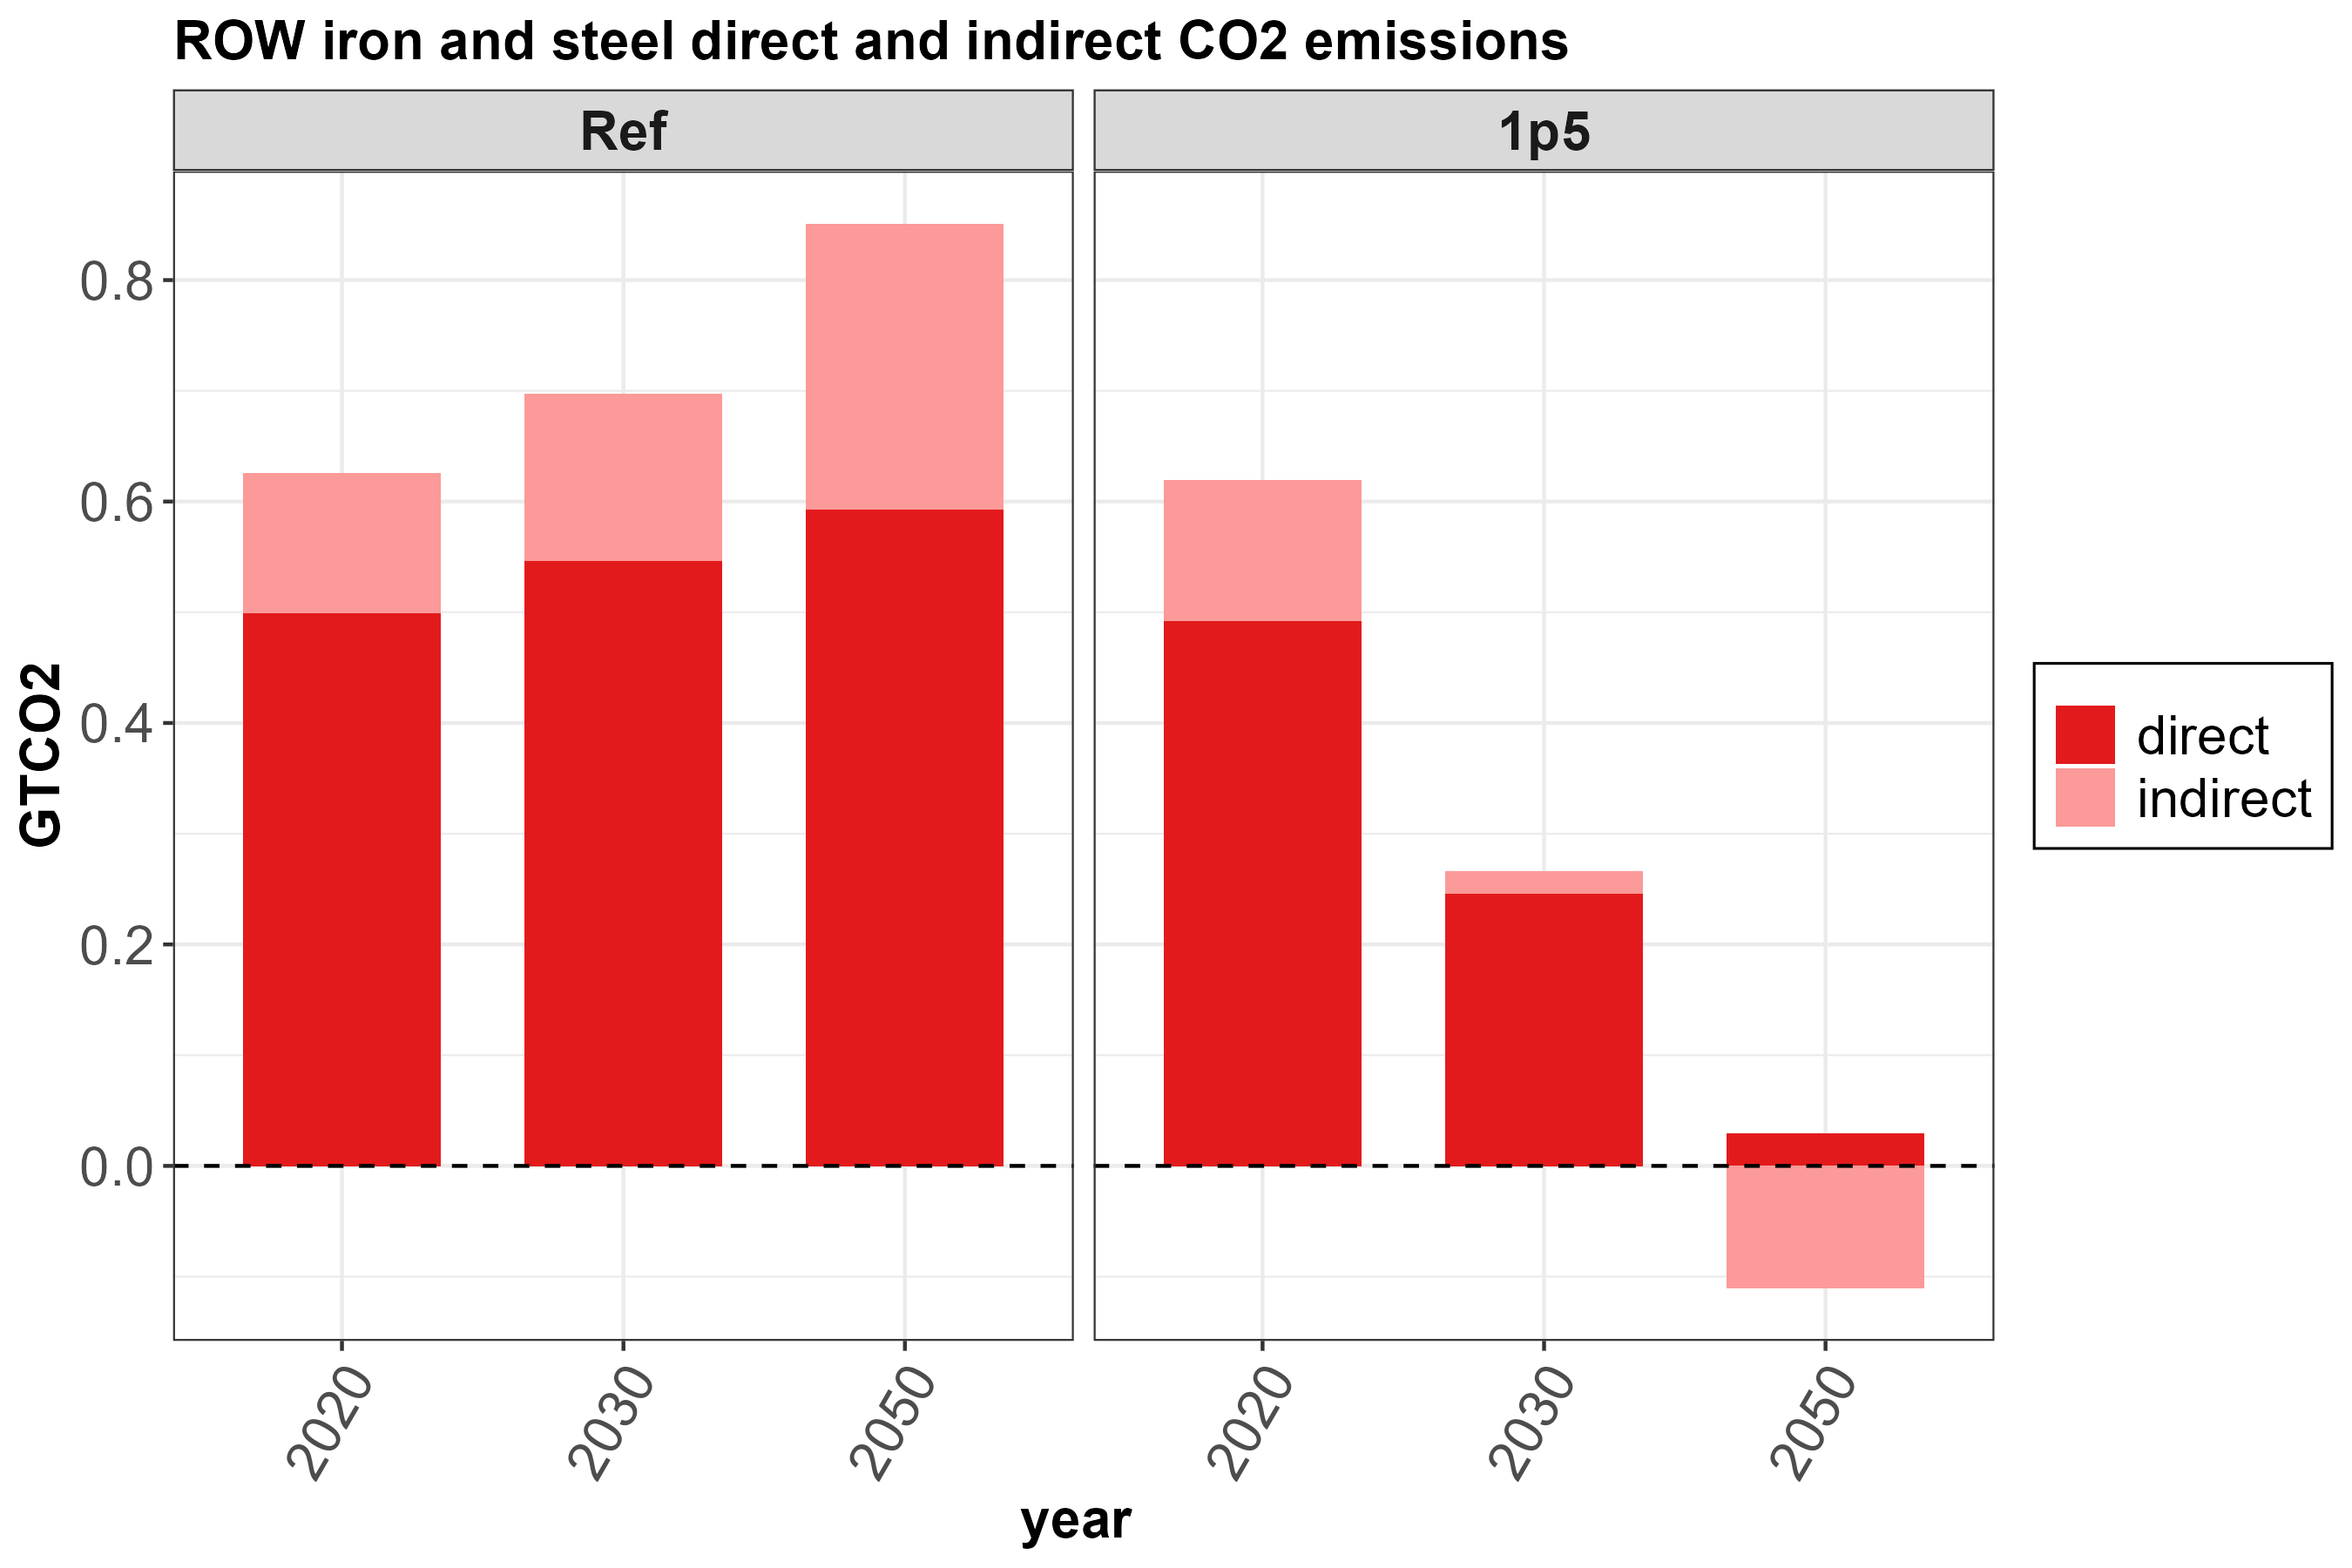 ROW iron and steel direct and indirect CO2 emissions
Ref
1p5
GTCO2
0.8
0.6
0.4
0.2
0.0
2020
2030
2050
2020
2030
2050
year
direct
indirect